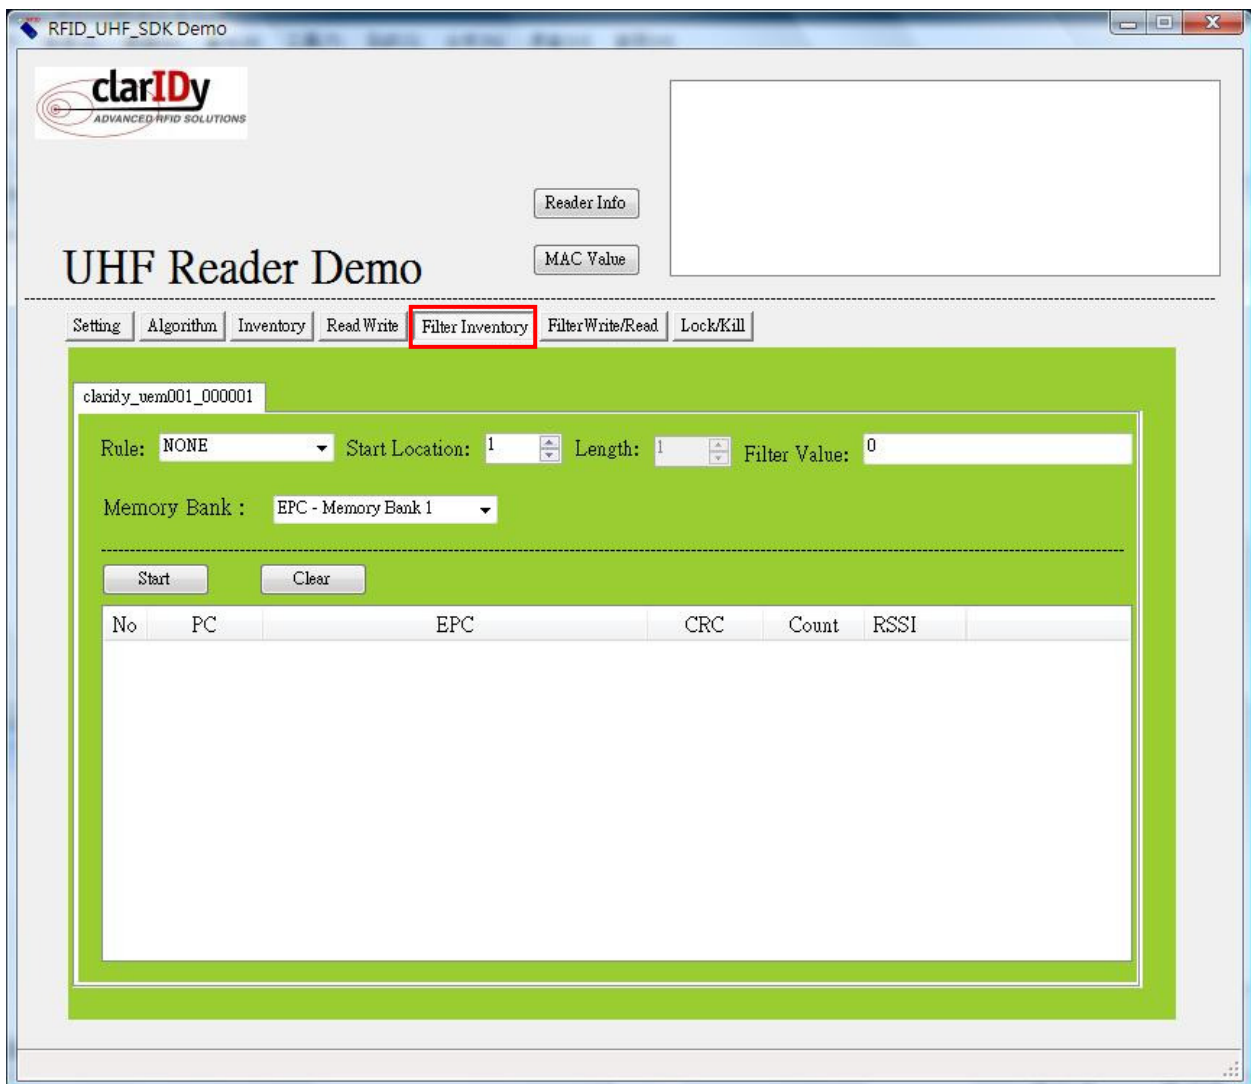 RFID_UHF_SDK Demo
clarIDy
ADVANCED RFID SOLUTIONS
Reader Info
MAC Value
UHF Reader Demo
Setting Algorithm Inventory Read Write Filter Inventory FilterWrite/Read Lock/Kill
claridy_uem001_000001
Rule: NONE Start Location: 1 Length: 1 Filter Value: 0
Memory Bank : EPC - Memory Bank 1
Start Clear
No PC EPC CRC Count RSSI